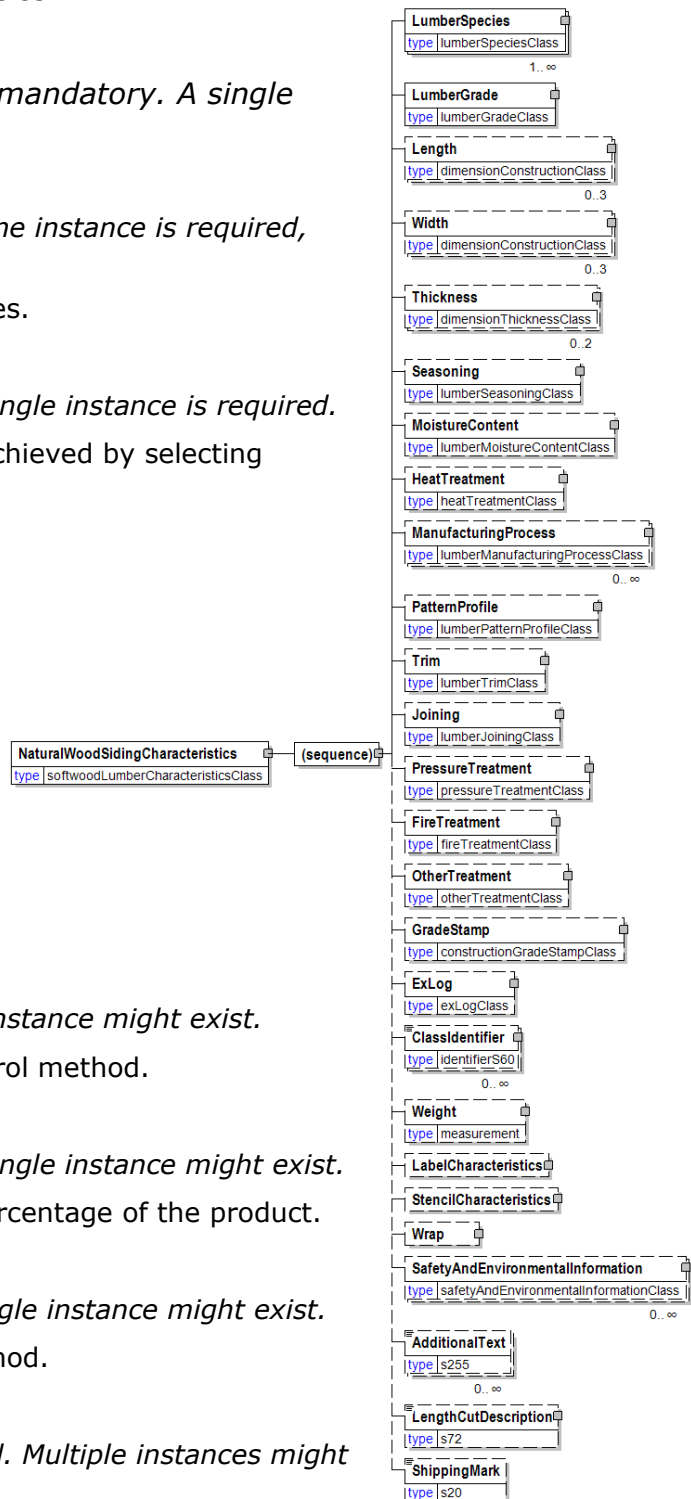 mandatory. A single
ne instance is required,
es.
ngle instance is required.
chieved by selecting
nstance might exist.
rol method.
ngle instance might exist.
rcentage of the product.
gle instance might exist.
nod.
l. Multiple instances might
NaturalWoodSidingCharacteristics
type softwoodLumberCharacteristicsClass
(sequence)
LumberSpecies
type lumberSpeciesClass
1..∞
LumberGrade
type lumberGradeClass
Length
type dimensionConstructionClass
0..3
Width
type dimensionConstructionClass
0..3
Thickness
type dimensionThicknessClass
0..2
Seasoning
type lumberSeasoningClass
MoistureContent
type lumberMoistureContentClass
HeatTreatment
type heatTreatmentClass
ManufacturingProcess
type lumberManufacturingProcessClass
0..∞
PatternProfile
type lumberPatternProfileClass
Trim
type lumberTrimClass
Joining
type lumberJoiningClass
PressureTreatment
type pressureTreatmentClass
FireTreatment
type fireTreatmentClass
OtherTreatment
type otherTreatmentClass
GradeStamp
type constructionGradeStampClass
ExLog
type exLogClass
ClassIdentifier
type identifierS60
0..∞
Weight
type measurement
LabelCharacteristics
StencilCharacteristics
Wrap
SafetyAndEnvironmentalInformation
type safetyAndEnvironmentalInformationClass
0..∞
AdditionalText
type s255
0..∞
LengthCutDescription
type s72
ShippingMark
type s20